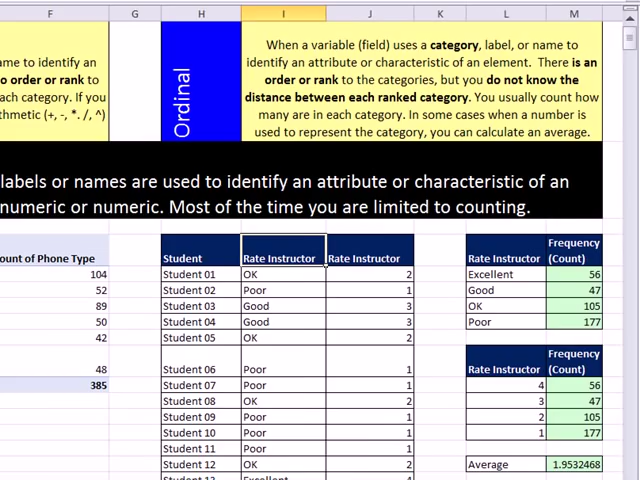 F G H I J K L M
ame to identify an
o order or rank to
ach category. If you
thmetic (+, -, *. /, ^)
Ordinal
When a variable (field) uses a category, label, or name to
identify an attribute or characteristic of an element. There is an
order or rank to the categories, but you do not know the
distance between each ranked category. You usually count how
many are in each category. In some cases when a number is
used to represent the category, you can calculate an average.
labels or names are used to identify an attribute or characteristic of an
numeric or numeric. Most of the time you are limited to counting.
ount of Phone Type
104
52
89
50
42
48
385
Student Rate Instructor Rate Instructor
Student 01 OK 2
Student 02 Poor 1
Student 03 Good 3
Student 04 Good 3
Student 05 OK 2
Student 06 Poor 1
Student 07 Poor 1
Student 08 OK 2
Student 09 Poor 1
Student 10 Poor 1
Student 11 Poor 1
Student 12 OK 2
Student 13 Excellent 4
Frequency
Rate Instructor (Count)
Excellent 56
Good 47
OK 105
Poor 177
Frequency
Rate Instructor (Count)
4 56
3 47
2 105
1 177
Average 1.9532468